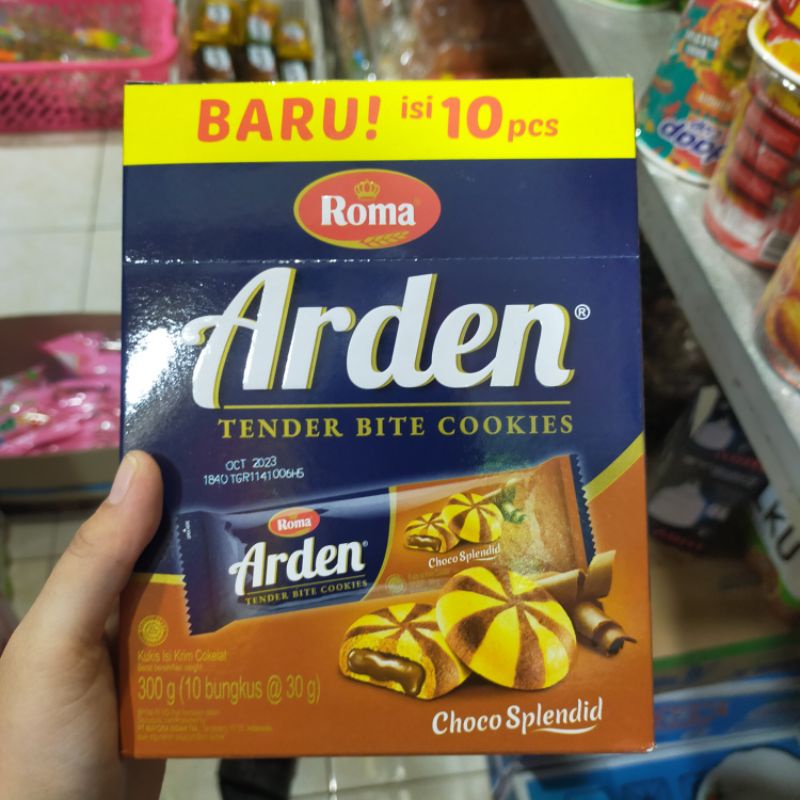 BARU! isi 10 pcs
Roma
Arden®
TENDER BITE COOKIES
OCT 2023
1840 TGR1141006H5
Roma
Arden
TENDER BITE COOKIES
Choco Splendid
Kukis Isi Krim Cokelat
300 g (10 bungkus @ 30 g)
Choco Splendid